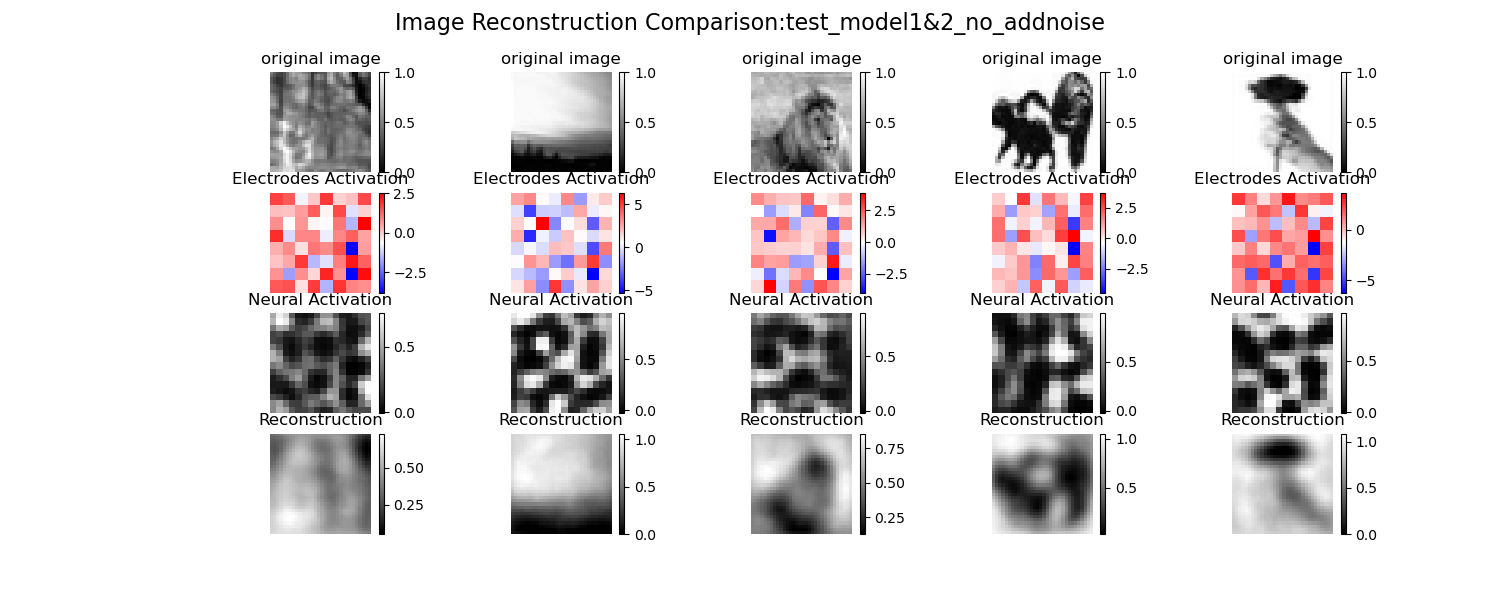 Image Reconstruction Comparison:test_model1&2_no_addnoise
original image original image original image original image original image
1.0 1.0 1.0 1.0 1.0
0.5 0.5 0.5 0.5 0.5
0.0 0.0 0.0 0.0 0.0
Electrodes Activation Electrodes Activation Electrodes Activation Electrodes Activation Electrodes Activation
2.5 5 2.5 2.5
0.0 0 0.0 0.0 0
−2.5 −5 −2.5 −2.5 −5
Neural Activation Neural Activation Neural Activation Neural Activation Neural Activation
0.5 0.5 0.5 0.5 0.5
0.0 0.0 0.0 0.0 0.0
Reconstruction Reconstruction Reconstruction Reconstruction Reconstruction
0.50 1.0 0.75 1.0 1.0
0.25 0.5 0.50 0.5 0.5
0.0 0.25 0.0